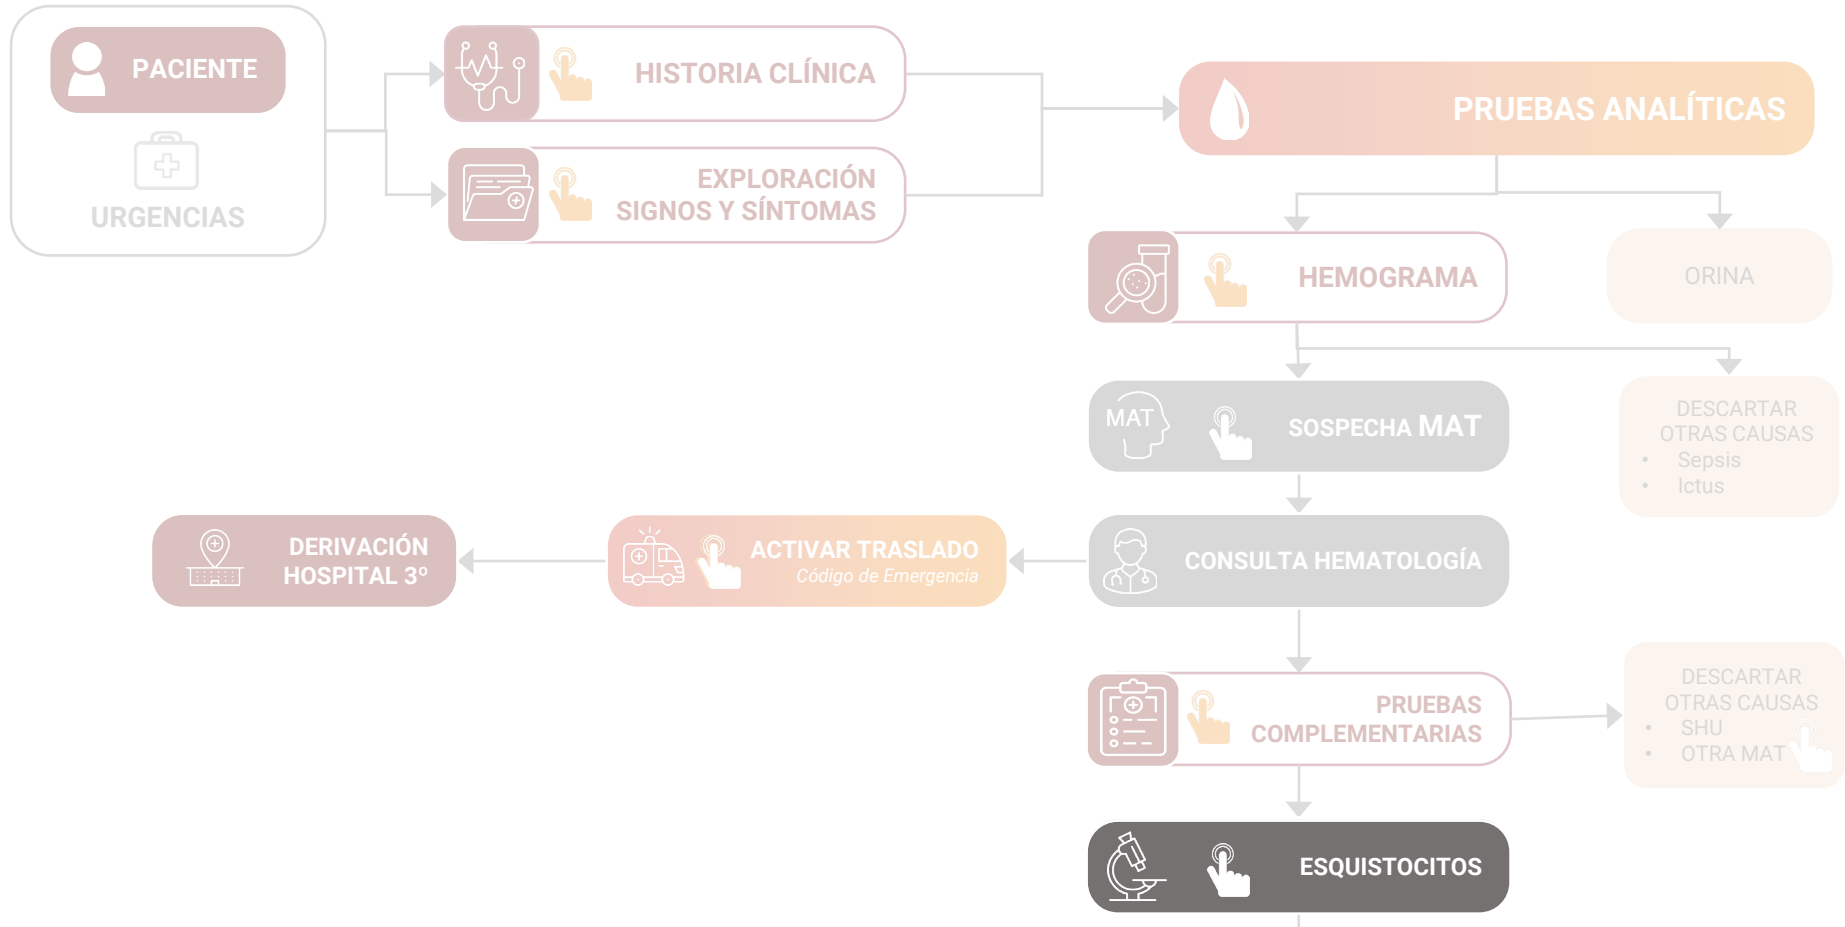 PACIENTE
URGENCIAS
HISTORIA CLÍNICA
EXPLORACIÓN
SIGNOS Y SÍNTOMAS
PRUEBAS ANALÍTICAS
HEMOGRAMA
ORINA
MAT
SOSPECHA MAT
DESCARTAR
OTRAS CAUSAS
• Sepsis
• Ictus
DERIVACIÓN
HOSPITAL 3º
ACTIVAR TRASLADO
Código de Emergencia
CONSULTA HEMATOLOGÍA
PRUEBAS
COMPLEMENTARIAS
DESCARTAR
OTRAS CAUSAS
• SHU
• OTRA MAT
ESQUISTOCITOS